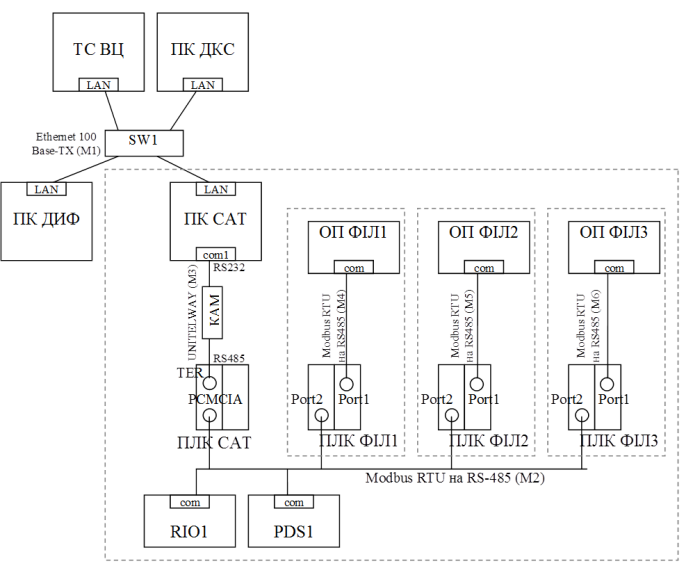 ТС ВЦ
ПК ДКС
LAN
LAN
Ethernet 100
Base-TX (M1)
SW1
LAN
LAN
ПК ДИФ
ПК САТ
ОП ФІЛ1
ОП ФІЛ2
ОП ФІЛ3
com1
com
com
com
RS232
UNITELWAY (M3)
КАМ
Modbus RTU
на RS485 (M4)
Modbus RTU
на RS485 (M5)
Modbus RTU
на RS485 (M6)
RS485
TER
PCMCIA
Port2
Port1
Port2
Port1
Port2
Port1
ПЛК САТ
ПЛК ФІЛ1
ПЛК ФІЛ2
ПЛК ФІЛ3
Modbus RTU на RS-485 (M2)
com
com
RIO1
PDS1